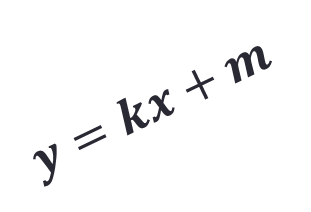 y = kx + m